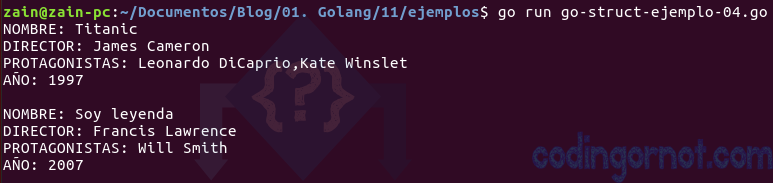 zain@zain-pc:~/Documentos/Blog/01. Golang/11/ejemplos$ go run go-struct-ejemplo-04.go
NOMBRE: Titanic
DIRECTOR: James Cameron
PROTAGONISTAS: Leonardo DiCaprio,Kate Winslet
AÑO: 1997
NOMBRE: Soy leyenda
DIRECTOR: Francis Lawrence
PROTAGONISTAS: Will Smith
AÑO: 2007
{?}
codingornot.com